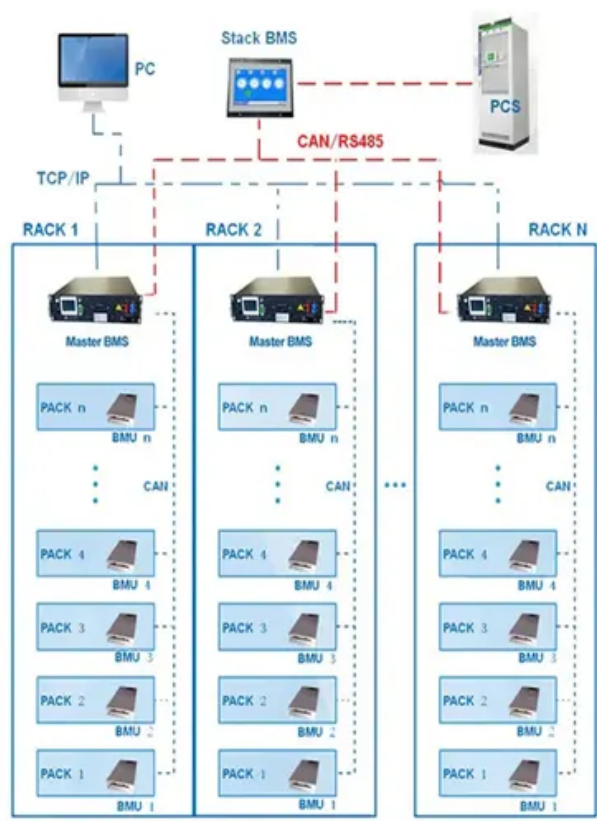 Stack BMS
PC
PCS
CAN/RS485
TCP/IP
RACK 1
RACK 2
RACK N
Master BMS
Master BMS
Master BMS
PACK n
BMU n
PACK n
BMU n
PACK n
BMU n
CAN
CAN
CAN
PACK 4
BMU 4
PACK 4
BMU 4
PACK 4
BMU 4
PACK 3
BMU 3
PACK 3
BMU 3
PACK 3
BMU 3
PACK 2
BMU 2
PACK 2
BMU 2
PACK 2
BMU 2
PACK 1
BMU 1
PACK 1
BMU 1
PACK 1
BMU 1